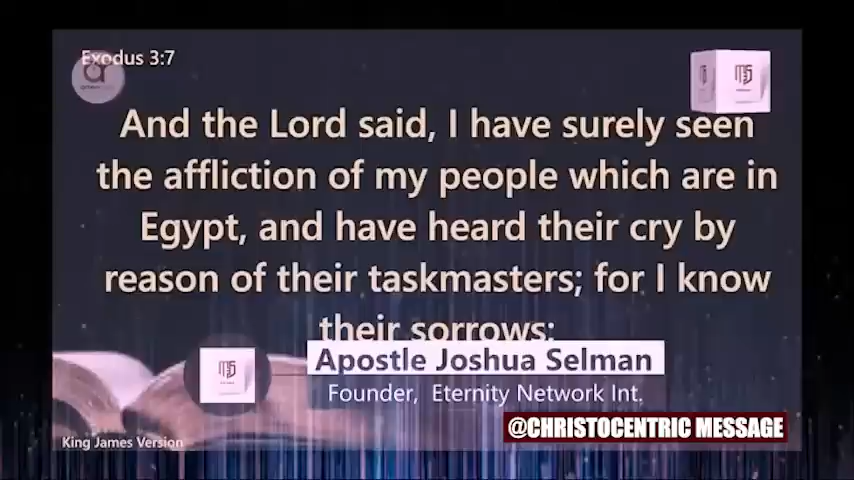 Exodus 3:7
And the Lord said, I have surely seen
the affliction of my people which are in
Egypt, and have heard their cry by
reason of their taskmasters; for I know
their sorrows;
Apostle Joshua Selman
Founder, Eternity Network Int.
@CHRISTOCENTRIC MESSAGE
King James Version